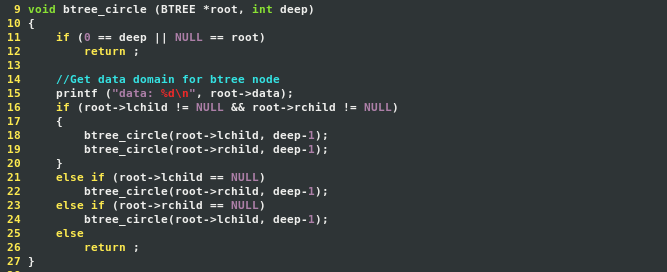 9 void btree_circle (BTREE *root, int deep)
10 {
11     if (0 == deep || NULL == root)
12         return ;
13
14     //Get data domain for btree node
15     printf ("data: %d\n", root->data);
16     if (root->lchild != NULL && root->rchild != NULL)
17     {
18         btree_circle(root->lchild, deep-1);
19         btree_circle(root->rchild, deep-1);
20     }
21     else if (root->lchild == NULL)
22         btree_circle(root->rchild, deep-1);
23     else if (root->rchild == NULL)
24         btree_circle(root->lchild, deep-1);
25     else
26         return ;
27 }